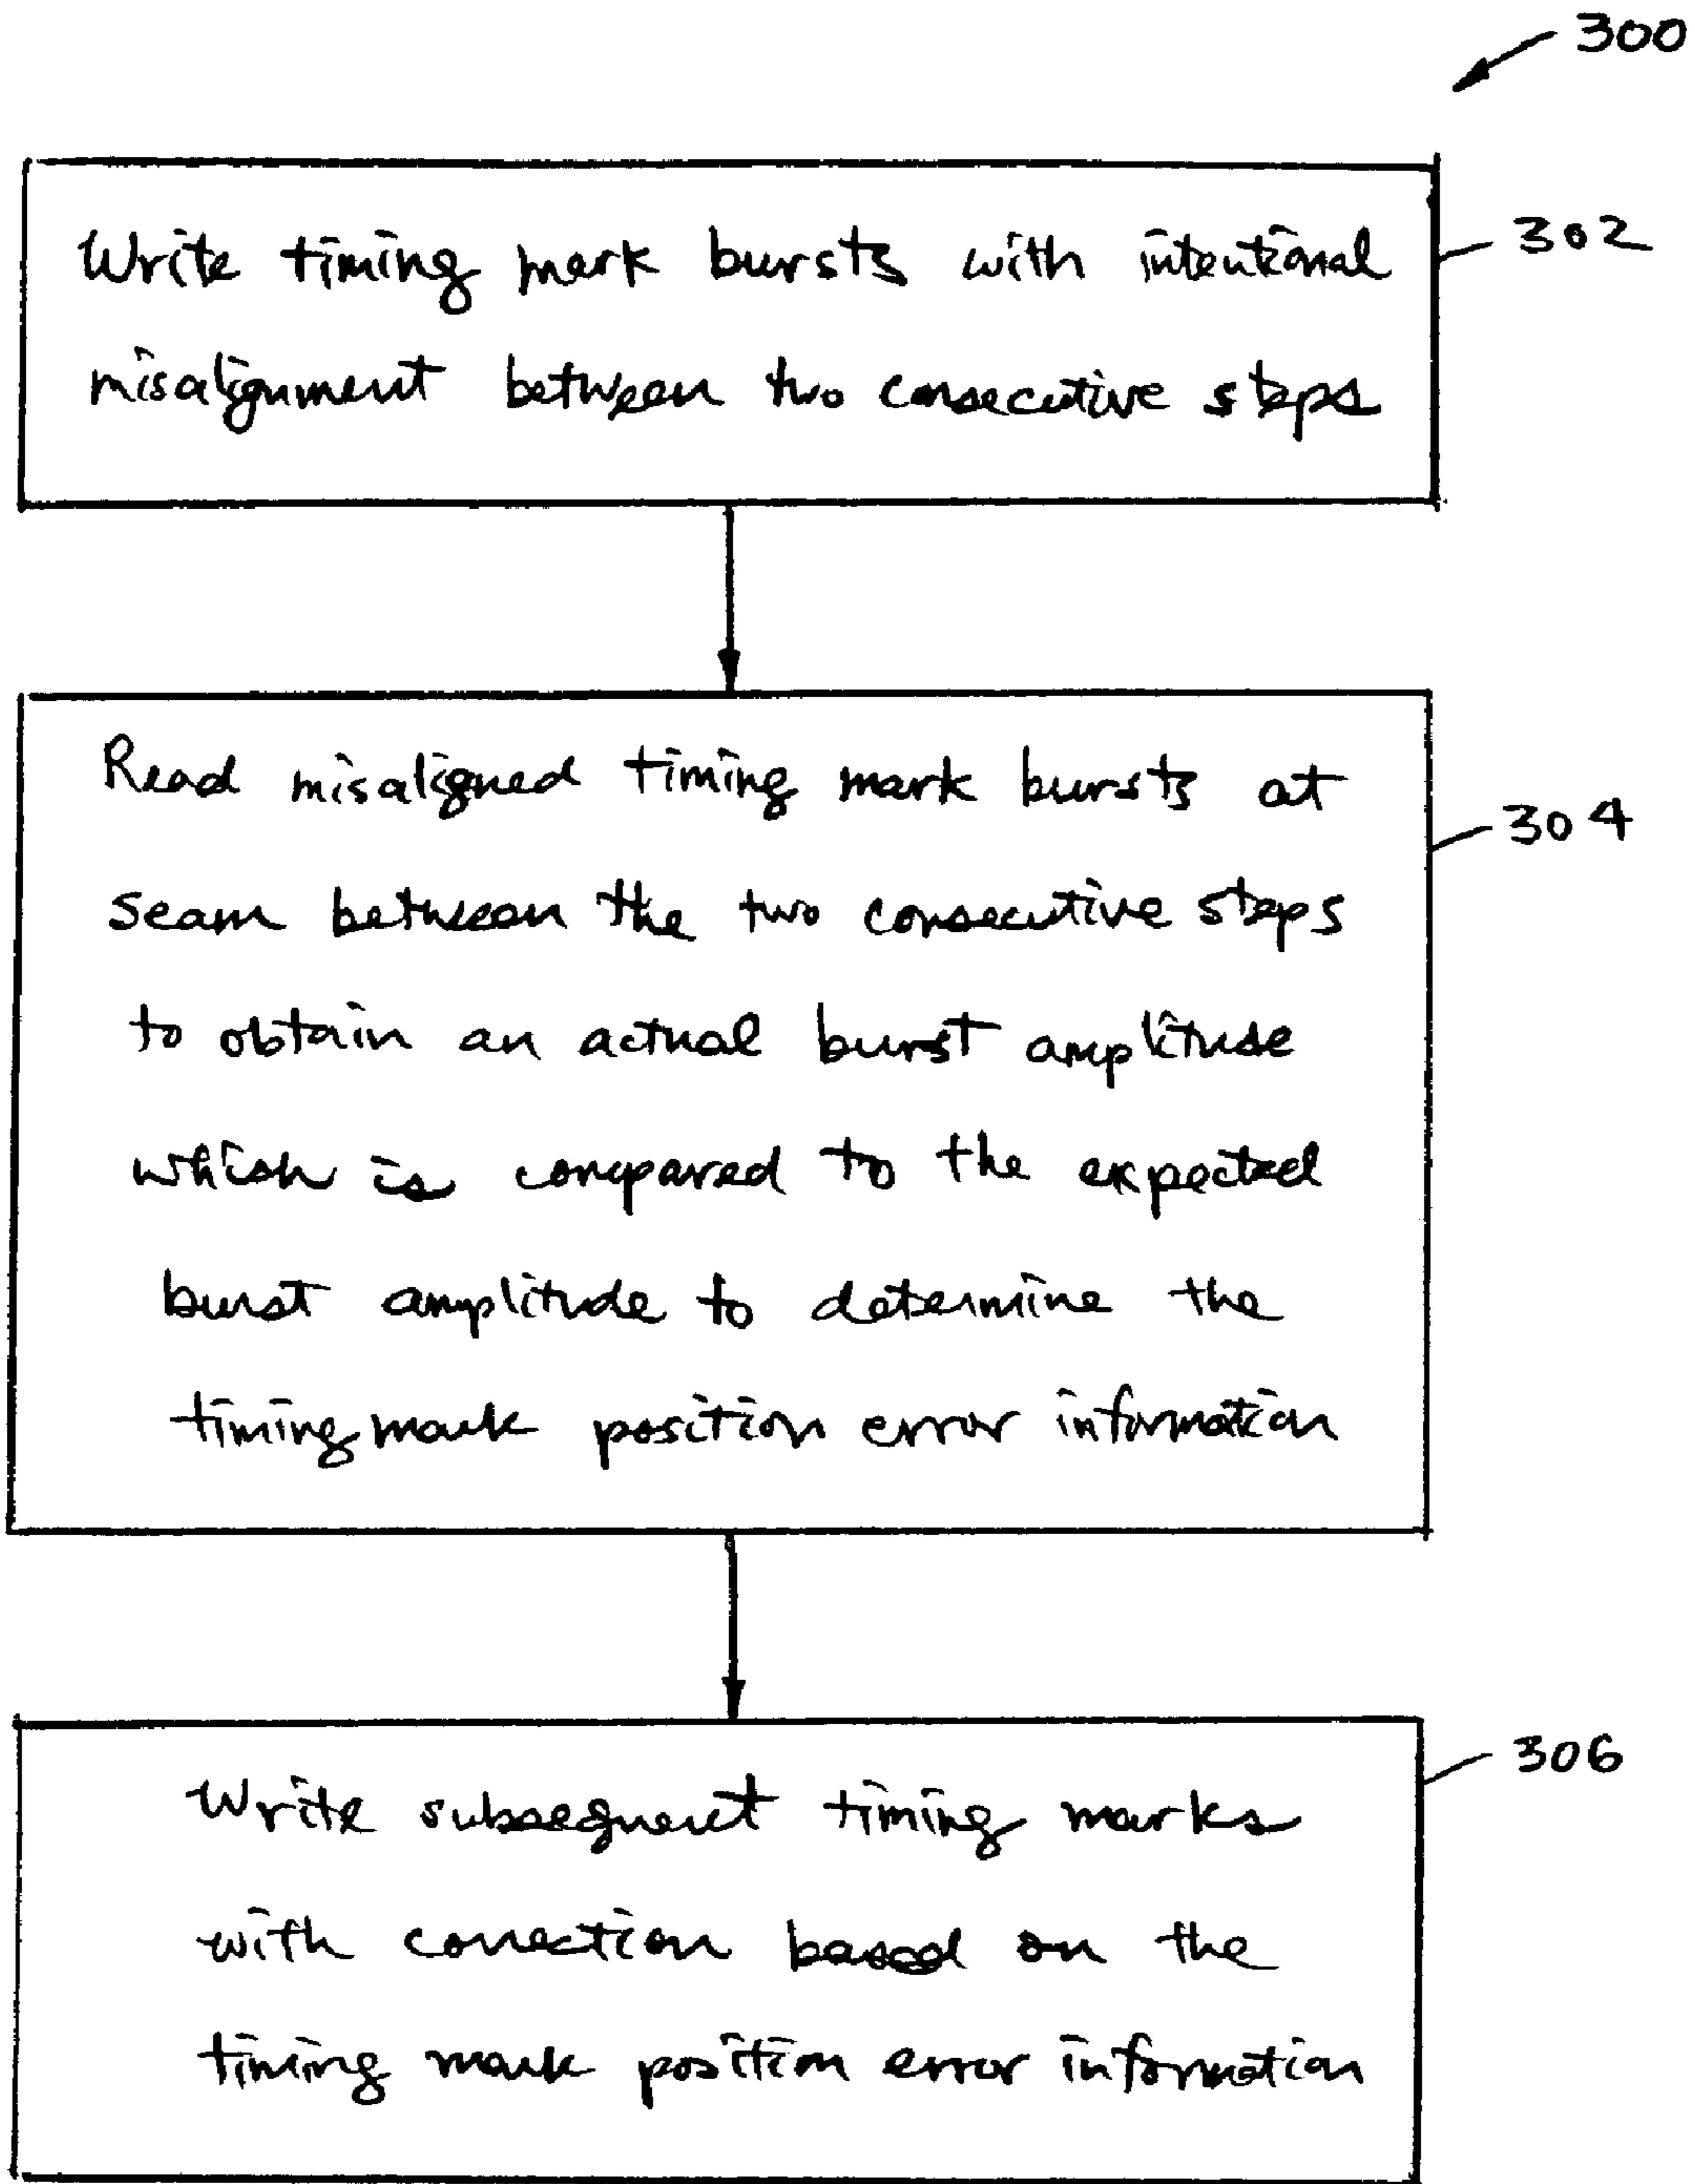 300
Write timing mark bursts with intentional
302
misalignment between two consecutive steps
Read misaligned timing mark bursts at
304
seam between the two consecutive steps
to obtain an actual burst amplitude
which is compared to the expected
burst amplitude to determine the
timing mark position error information
306
Write subsequent timing marks
with correction based on the
timing mark position error information